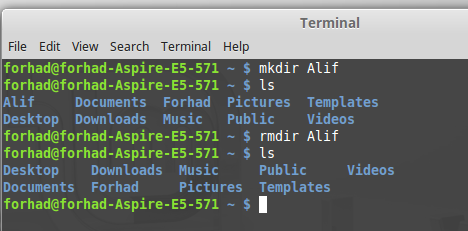 Terminal
File Edit View Search Terminal Help
forhad@forhad-Aspire-E5-571 ~ $ mkdir Alif
forhad@forhad-Aspire-E5-571 ~ $ ls
Alif Documents Forhad Pictures Templates
Desktop Downloads Music Public Videos
forhad@forhad-Aspire-E5-571 ~ $ rmdir Alif
forhad@forhad-Aspire-E5-571 ~ $ ls
Desktop Downloads Music Public Videos
Documents Forhad Pictures Templates
forhad@forhad-Aspire-E5-571 ~ $